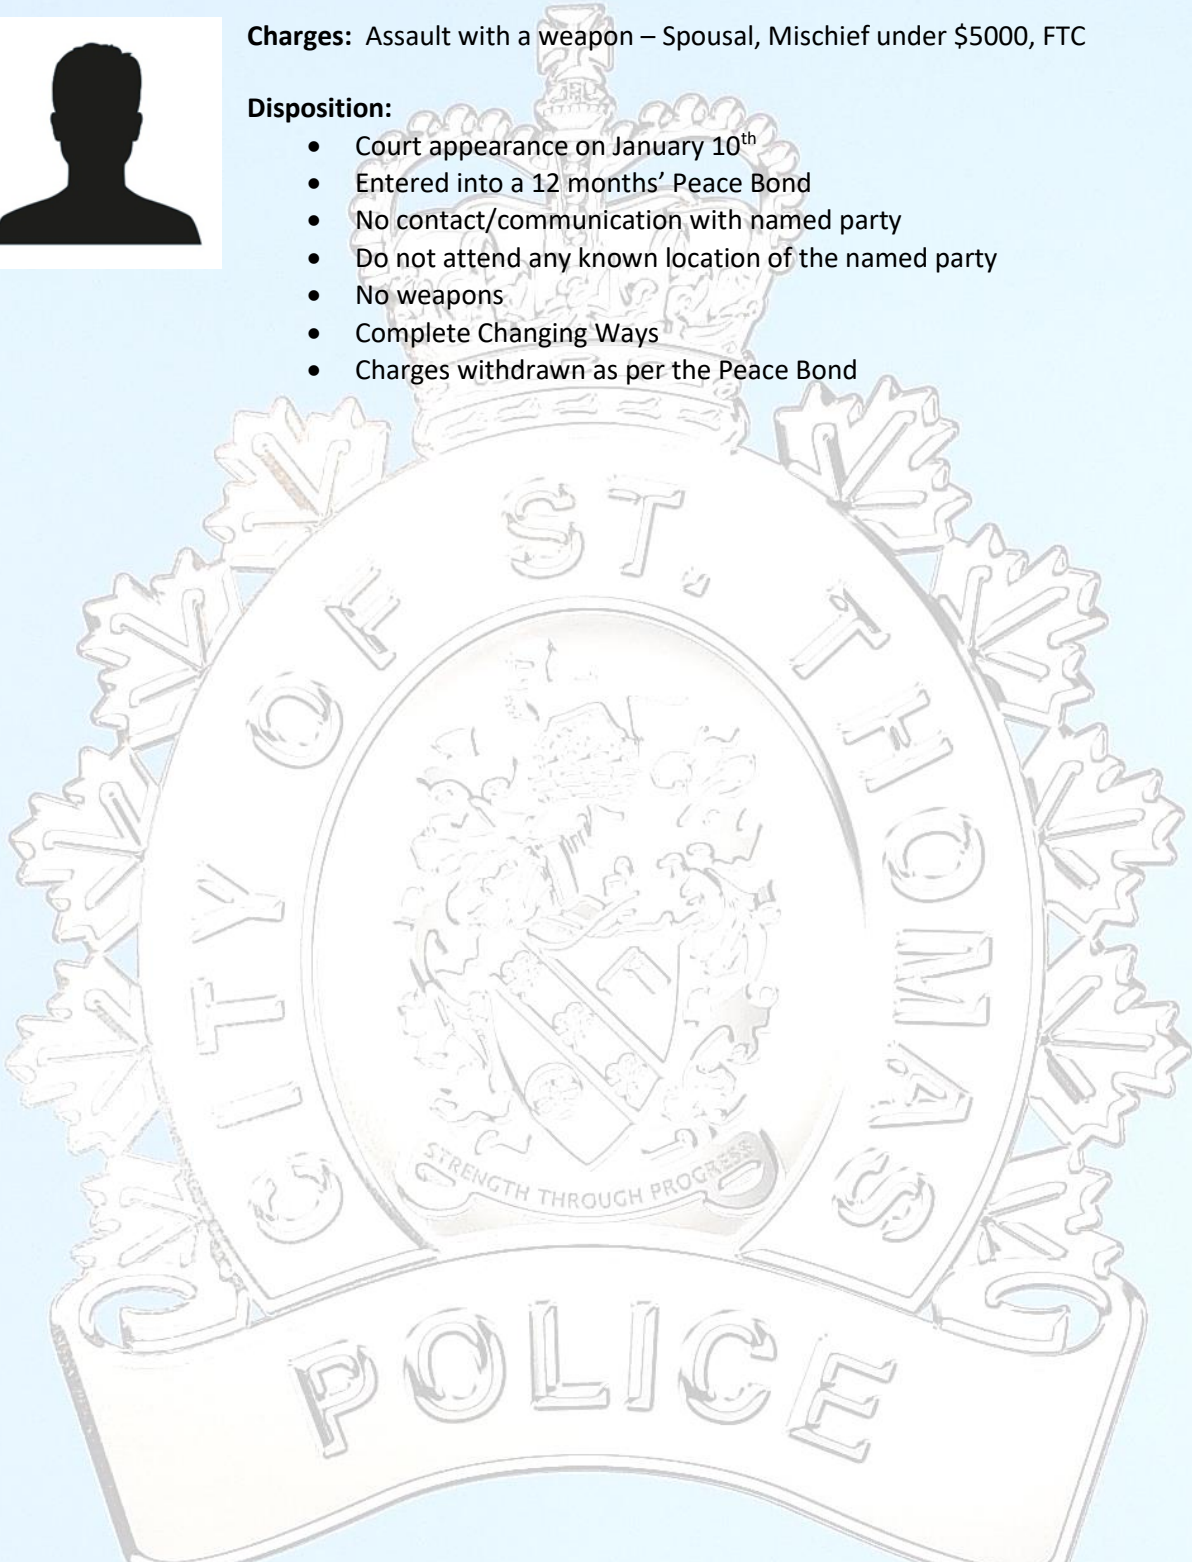 Charges: Assault with a weapon – Spousal, Mischief under $5000, FTC
Disposition:
• Court appearance on January 10th
• Entered into a 12 months’ Peace Bond
• No contact/communication with named party
• Do not attend any known location of the named party
• No weapons
• Complete Changing Ways
• Charges withdrawn as per the Peace Bond
CITY OF ST. THOMAS
STRENGTH THROUGH PROGRESS
POLICE